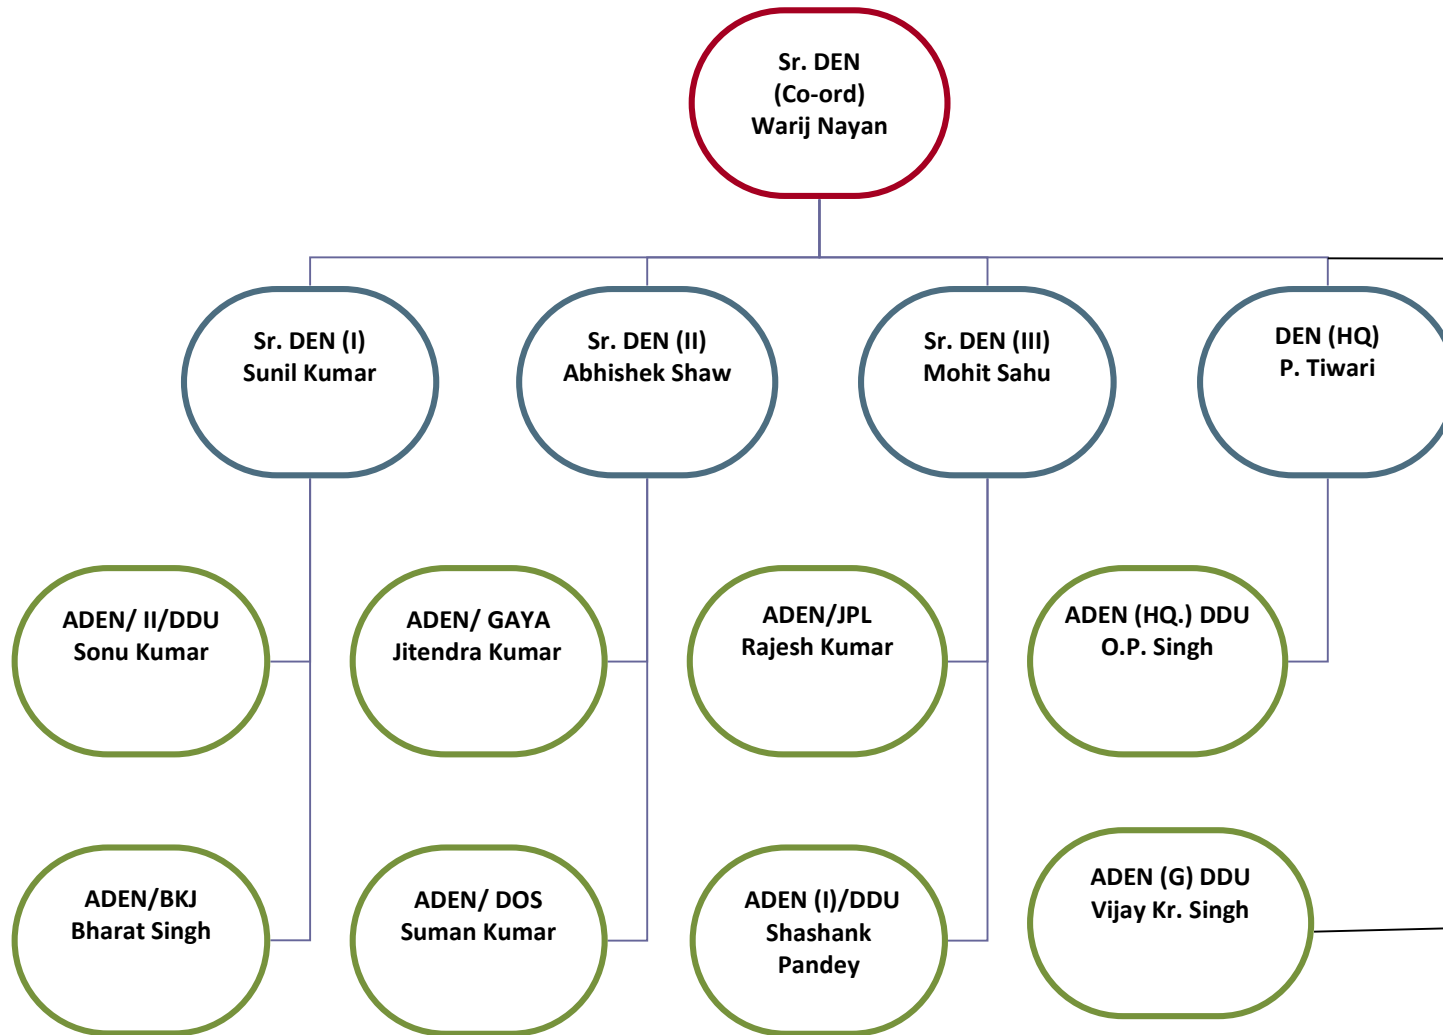 Sr. DEN
(Co-ord)
Warij Nayan
Sr. DEN (I)
Sunil Kumar
Sr. DEN (II)
Abhishek Shaw
Sr. DEN (III)
Mohit Sahu
DEN (HQ)
P. Tiwari
ADEN/ II/DDU
Sonu Kumar
ADEN/ GAYA
Jitendra Kumar
ADEN/JPL
Rajesh Kumar
ADEN (HQ.) DDU
O.P. Singh
ADEN/BKJ
Bharat Singh
ADEN/ DOS
Suman Kumar
ADEN (I)/DDU
Shashank
Pandey
ADEN (G) DDU
Vijay Kr. Singh